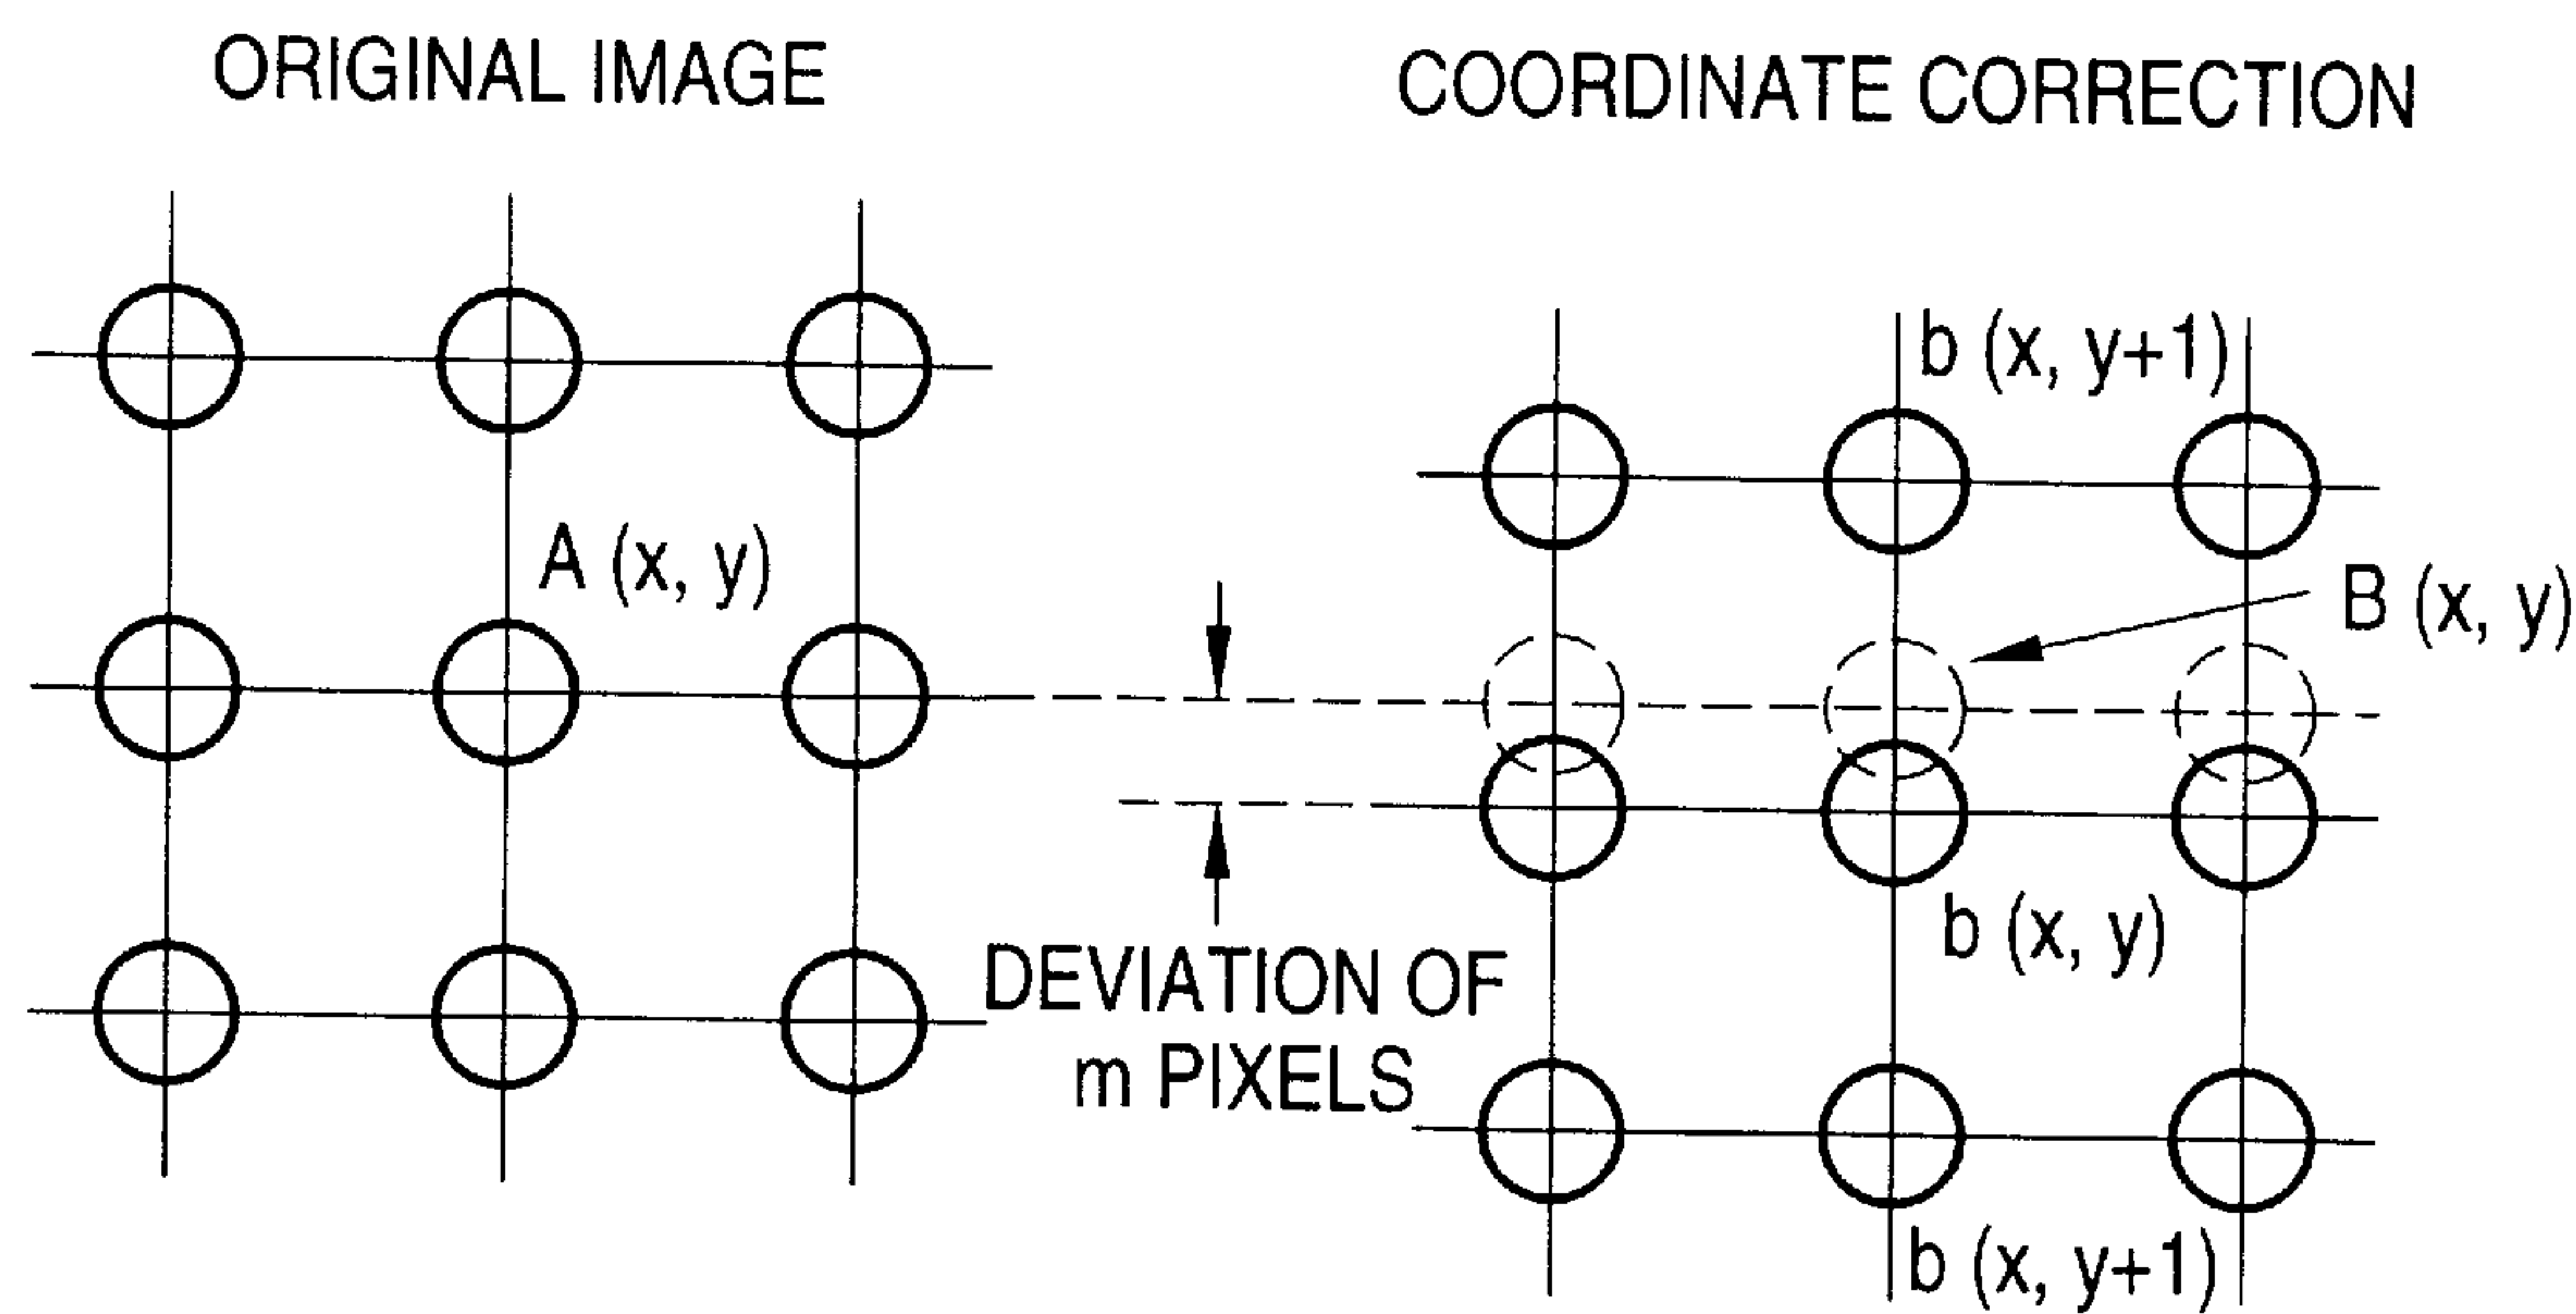 ORIGINAL IMAGE
COORDINATE CORRECTION
b (x, y+1)
A (x, y)
B (x, y)
b (x, y)
DEVIATION OF
m PIXELS
b (x, y+1)